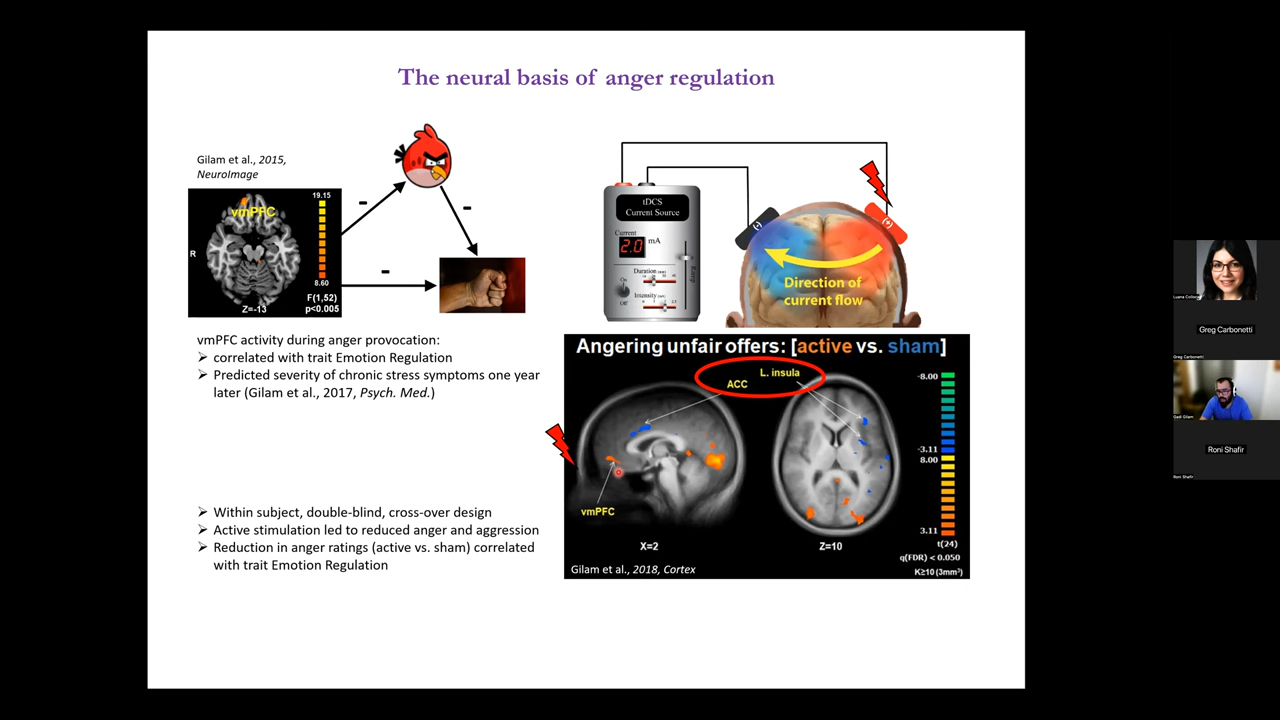 The neural basis of anger regulation
Gilam et al., 2015,
NeuroImage
vmPFC
19.15
R
8.60
Z=-13
F(1,52)
p<0.005
-
-
-
vmPFC activity during anger provocation:
➢ correlated with trait Emotion Regulation
➢ Predicted severity of chronic stress symptoms one year
later (Gilam et al., 2017, Psych. Med.)
➢ Within subject, double-blind, cross-over design
➢ Active stimulation led to reduced anger and aggression
➢ Reduction in anger ratings (active vs. sham) correlated
with trait Emotion Regulation
tDCS
Current Source
Current
2.0 mA
Duration
On
Off
Intensity
(-)
(+)
Direction of
current flow
Angering unfair offers: [active vs. sham]
L. insula
ACC
vmPFC
X=2
Z=10
-8.00
-3.11
8.00
3.11
t(24)
q(FDR) < 0.050
K≥10 (3mm³)
Gilam et al., 2018, Cortex
Greg Carbonetti
Greg Carbonetti
Gadi Gilam
Roni Shafir
Roni Shafir